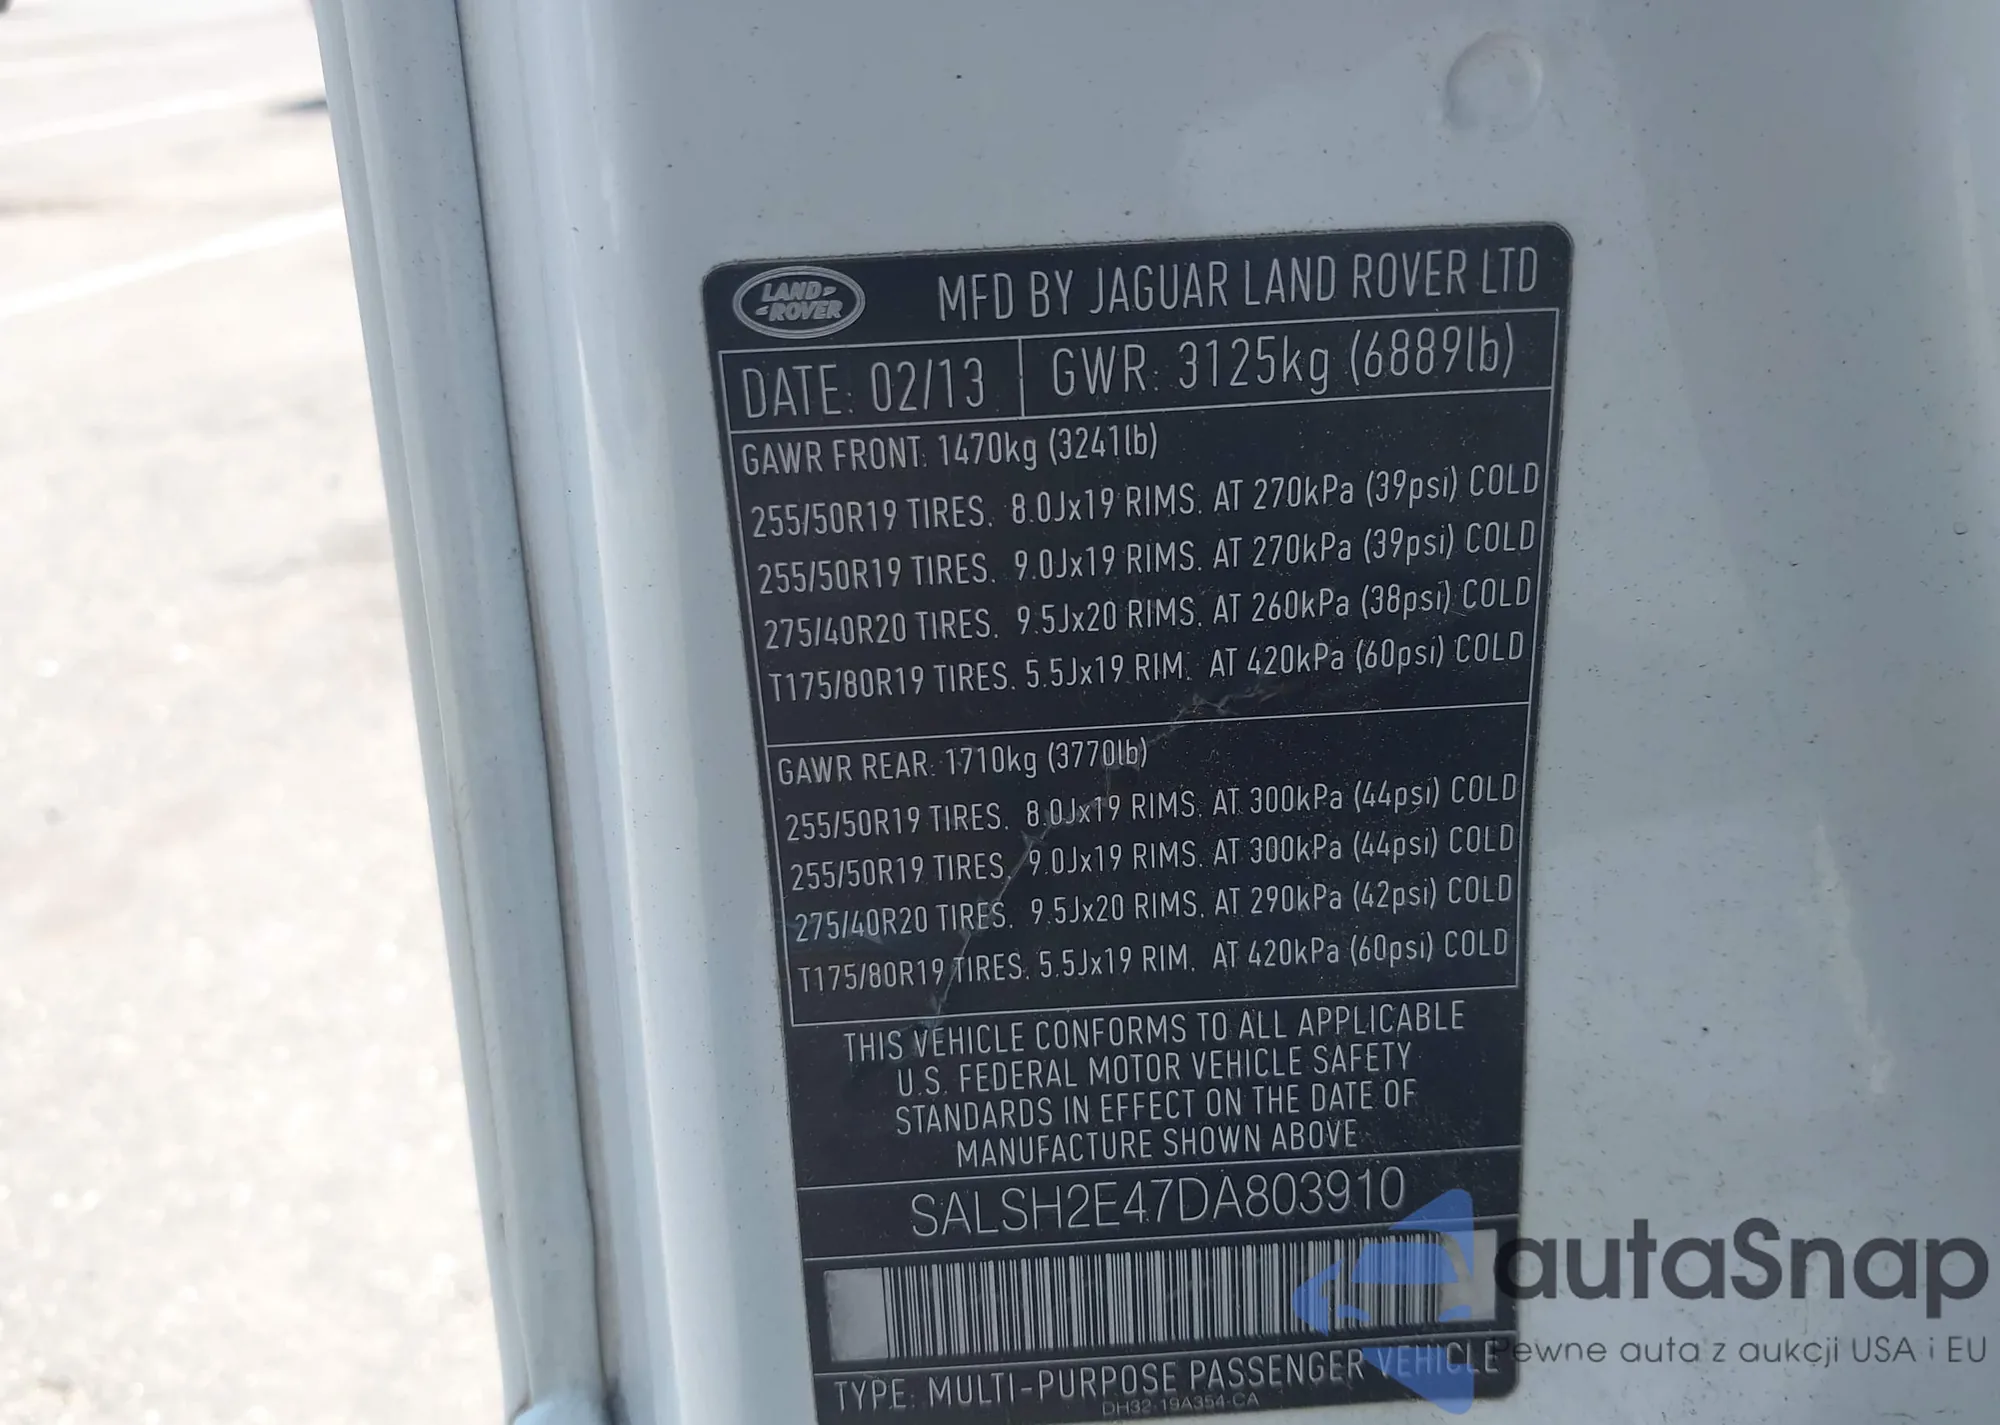 LAND-
-ROVER
MFD BY JAGUAR LAND ROVER LTD
DATE: 02/13 GWR: 3125kg (6889lb)
GAWR FRONT: 1470kg (3241lb)
255/50R19 TIRES. 8.0Jx19 RIMS. AT 270kPa (39psi) COLD
255/50R19 TIRES. 9.0Jx19 RIMS. AT 270kPa (39psi) COLD
275/40R20 TIRES. 9.5Jx20 RIMS. AT 260kPa (38psi) COLD
T175/80R19 TIRES. 5.5Jx19 RIM. AT 420kPa (60psi) COLD
GAWR REAR: 1710kg (3770lb)
255/50R19 TIRES. 8.0Jx19 RIMS. AT 300kPa (44psi) COLD
255/50R19 TIRES. 9.0Jx19 RIMS. AT 300kPa (44psi) COLD
275/40R20 TIRES. 9.5Jx20 RIMS. AT 290kPa (42psi) COLD
T175/80R19 TIRES. 5.5Jx19 RIM. AT 420kPa (60psi) COLD
THIS VEHICLE CONFORMS TO ALL APPLICABLE
U.S. FEDERAL MOTOR VEHICLE SAFETY
STANDARDS IN EFFECT ON THE DATE OF
MANUFACTURE SHOWN ABOVE
SALSH2E47DA803910
TYPE: MULTI-PURPOSE PASSENGER VEHICLE
DH32-19A354-CA
autaSnap
Pewne auta z aukcji USA i EU